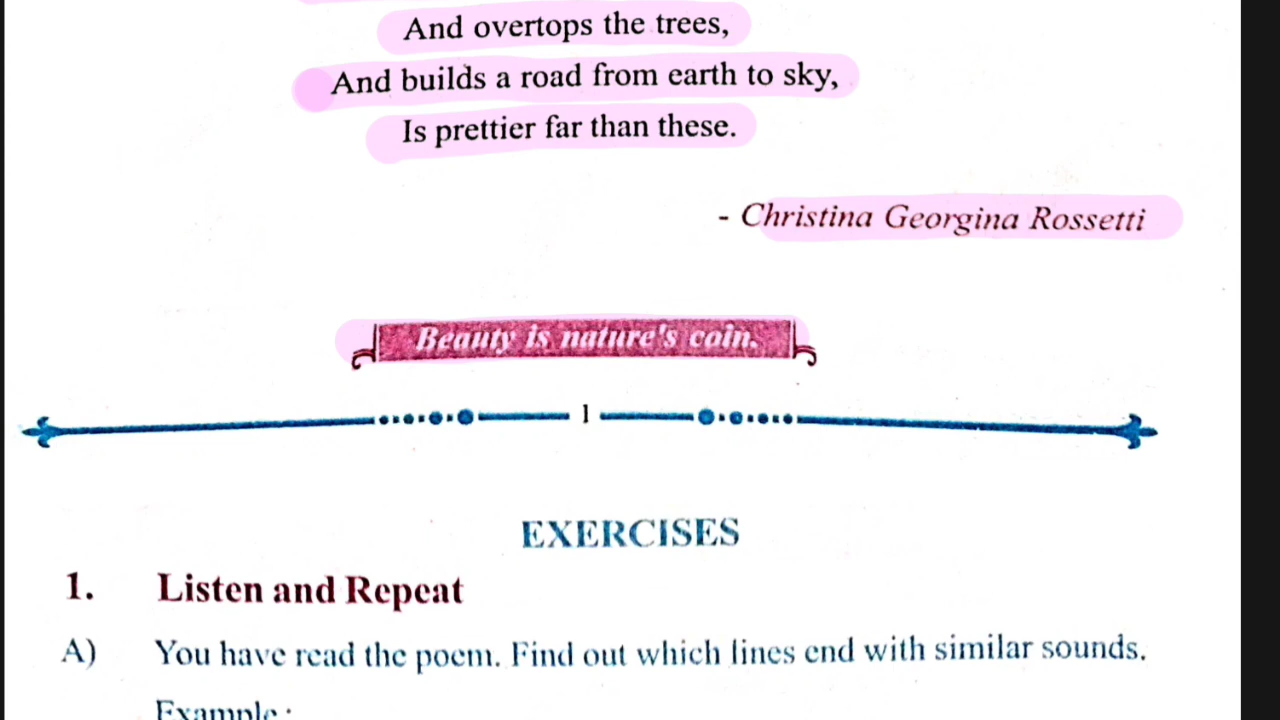 And overtops the trees,
And builds a road from earth to sky,
Is prettier far than these.
- Christina Georgina Rossetti
Beauty is nature's coin.
1
EXERCISES
1. Listen and Repeat
A) You have read the poem. Find out which lines end with similar sounds.
Example :